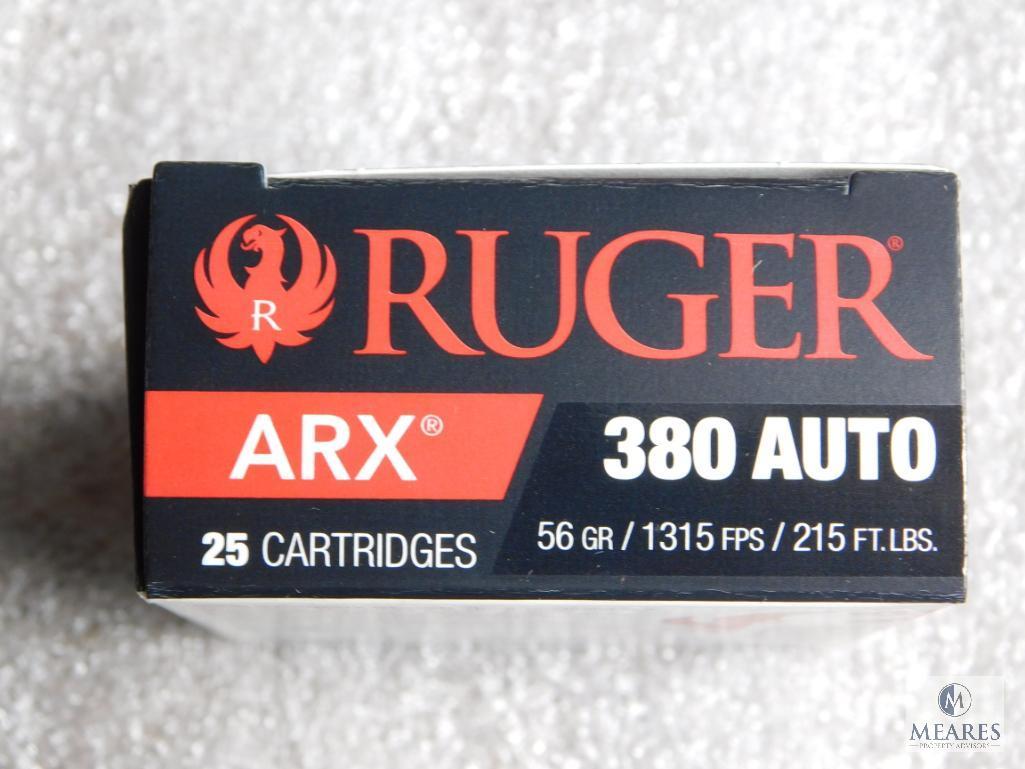 R
RUGER®
ARX®
380 AUTO
25 CARTRIDGES
56 GR / 1315 FPS / 215 FT. LBS.
M
MEARES
PROPERTY ADVISORS